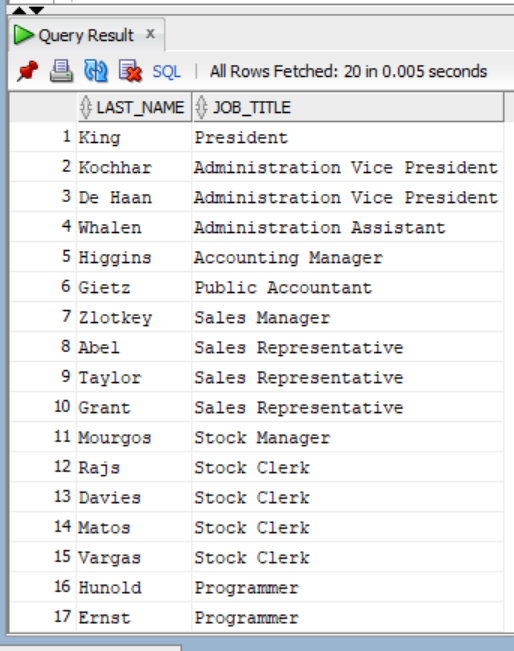 Query Result x
SQL | All Rows Fetched: 20 in 0.005 seconds
LAST_NAME JOB_TITLE
1 King President
2 Kochhar Administration Vice President
3 De Haan Administration Vice President
4 Whalen Administration Assistant
5 Higgins Accounting Manager
6 Gietz Public Accountant
7 Zlotkey Sales Manager
8 Abel Sales Representative
9 Taylor Sales Representative
10 Grant Sales Representative
11 Mourgos Stock Manager
12 Rajs Stock Clerk
13 Davies Stock Clerk
14 Matos Stock Clerk
15 Vargas Stock Clerk
16 Hunold Programmer
17 Ernst Programmer